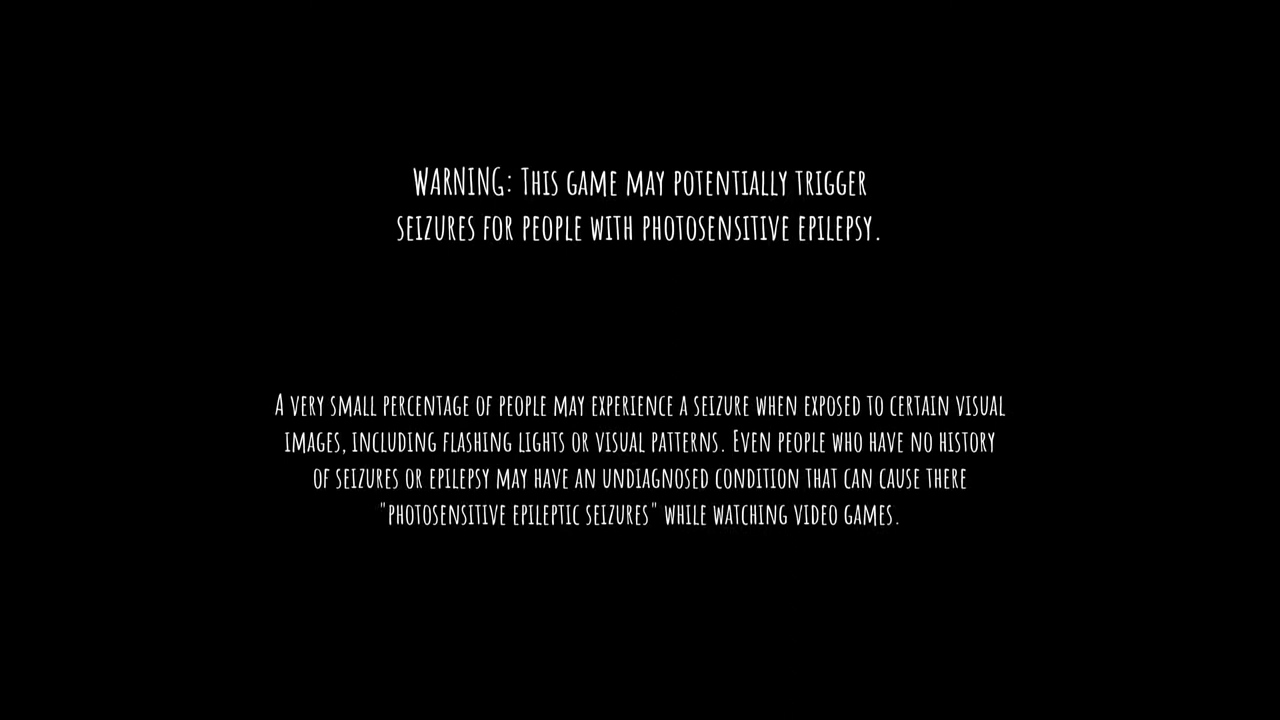 WARNING: This game may potentially trigger
seizures for people with photosensitive epilepsy.
A very small percentage of people may experience a seizure when exposed to certain visual
images, including flashing lights or visual patterns. Even people who have no history
of seizures or epilepsy may have an undiagnosed condition that can cause there
"photosensitive epileptic seizures" while watching video games.